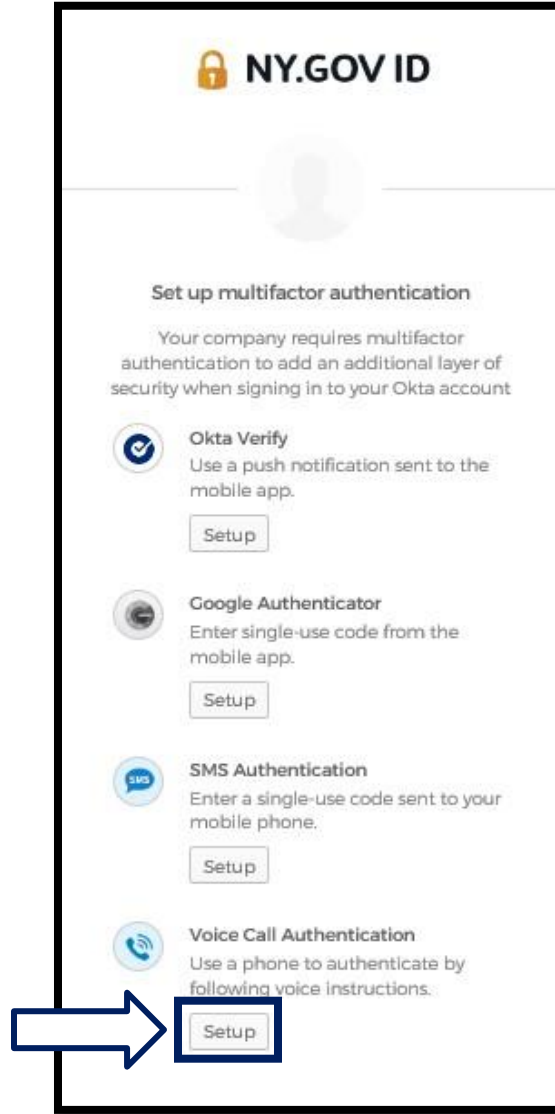 NY.GOV ID
Set up multifactor authentication
Your company requires multifactor
authentication to add an additional layer of
security when signing in to your Okta account
Okta Verify
Use a push notification sent to the
mobile app.
Setup
Google Authenticator
Enter single-use code from the
mobile app.
Setup
SMS
SMS Authentication
Enter a single-use code sent to your
mobile phone.
Setup
Voice Call Authentication
Use a phone to authenticate by
following voice instructions.
Setup